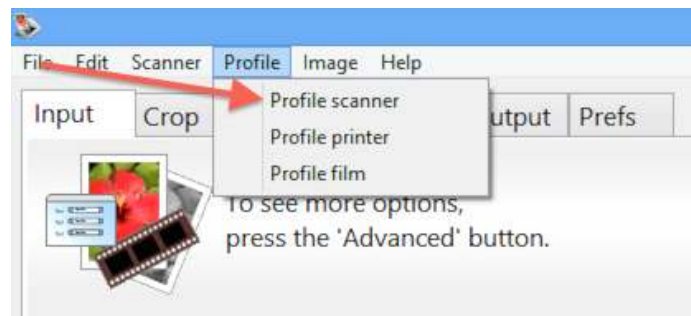 File Edit Scanner Profile Image Help
Input Crop utput Prefs
Profile scanner
Profile printer
Profile film
To see more options,
press the 'Advanced' button.